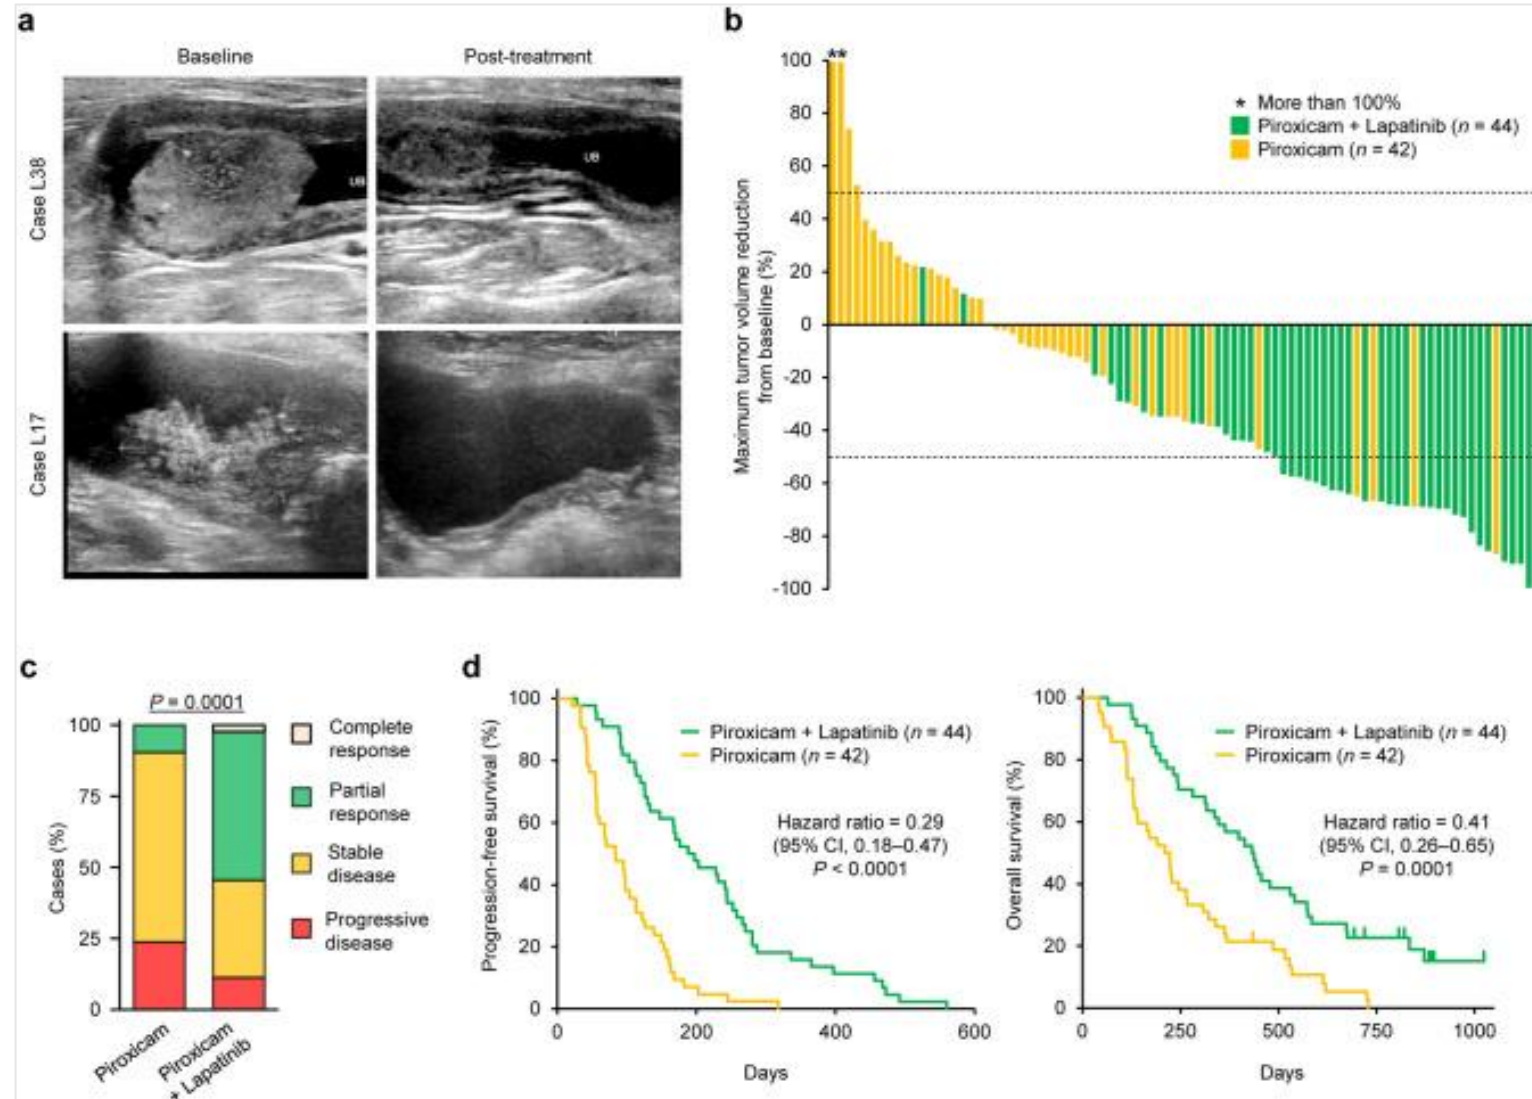 a
Baseline
Post-treatment
Case L38
UB
UB
Case L17
b
Maximum tumor volume reduction
from baseline (%)
100
80
60
40
20
0
-20
-40
-60
-80
-100
**
* More than 100%
Piroxicam + Lapatinib (n = 44)
Piroxicam (n = 42)
c
P = 0.0001
Cases (%)
100
75
50
25
0
Piroxicam
Piroxicam
+ Lapatinib
Complete
response
Partial
response
Stable
disease
Progressive
disease
d
Progression-free survival (%)
100
80
60
40
20
0
0
200
400
600
Days
Piroxicam + Lapatinib (n = 44)
Piroxicam (n = 42)
Hazard ratio = 0.29
(95% CI, 0.18–0.47)
P < 0.0001
Overall survival (%)
100
80
60
40
20
0
0
250
500
750
1000
Days
Piroxicam + Lapatinib (n = 44)
Piroxicam (n = 42)
Hazard ratio = 0.41
(95% CI, 0.26–0.65)
P = 0.0001